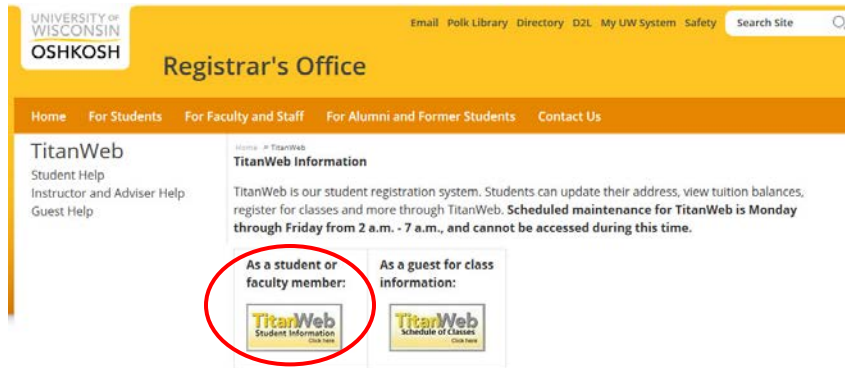 UNIVERSITY OF
WISCONSIN
OSHKOSH
Email Polk Library Directory D2L My UW System Safety Search Site
Registrar's Office
Home For Students For Faculty and Staff For Alumni and Former Students Contact Us
TitanWeb
Student Help
Instructor and Adviser Help
Guest Help
Home » TitanWeb
TitanWeb Information
TitanWeb is our student registration system. Students can update their address, view tuition balances,
register for classes and more through TitanWeb. Scheduled maintenance for TitanWeb is Monday
through Friday from 2 a.m. - 7 a.m., and cannot be accessed during this time.
As a student or
faculty member:
TitanWeb
Student Information
Click here
As a guest for class
information:
TitanWeb
Schedule of Classes
Click here